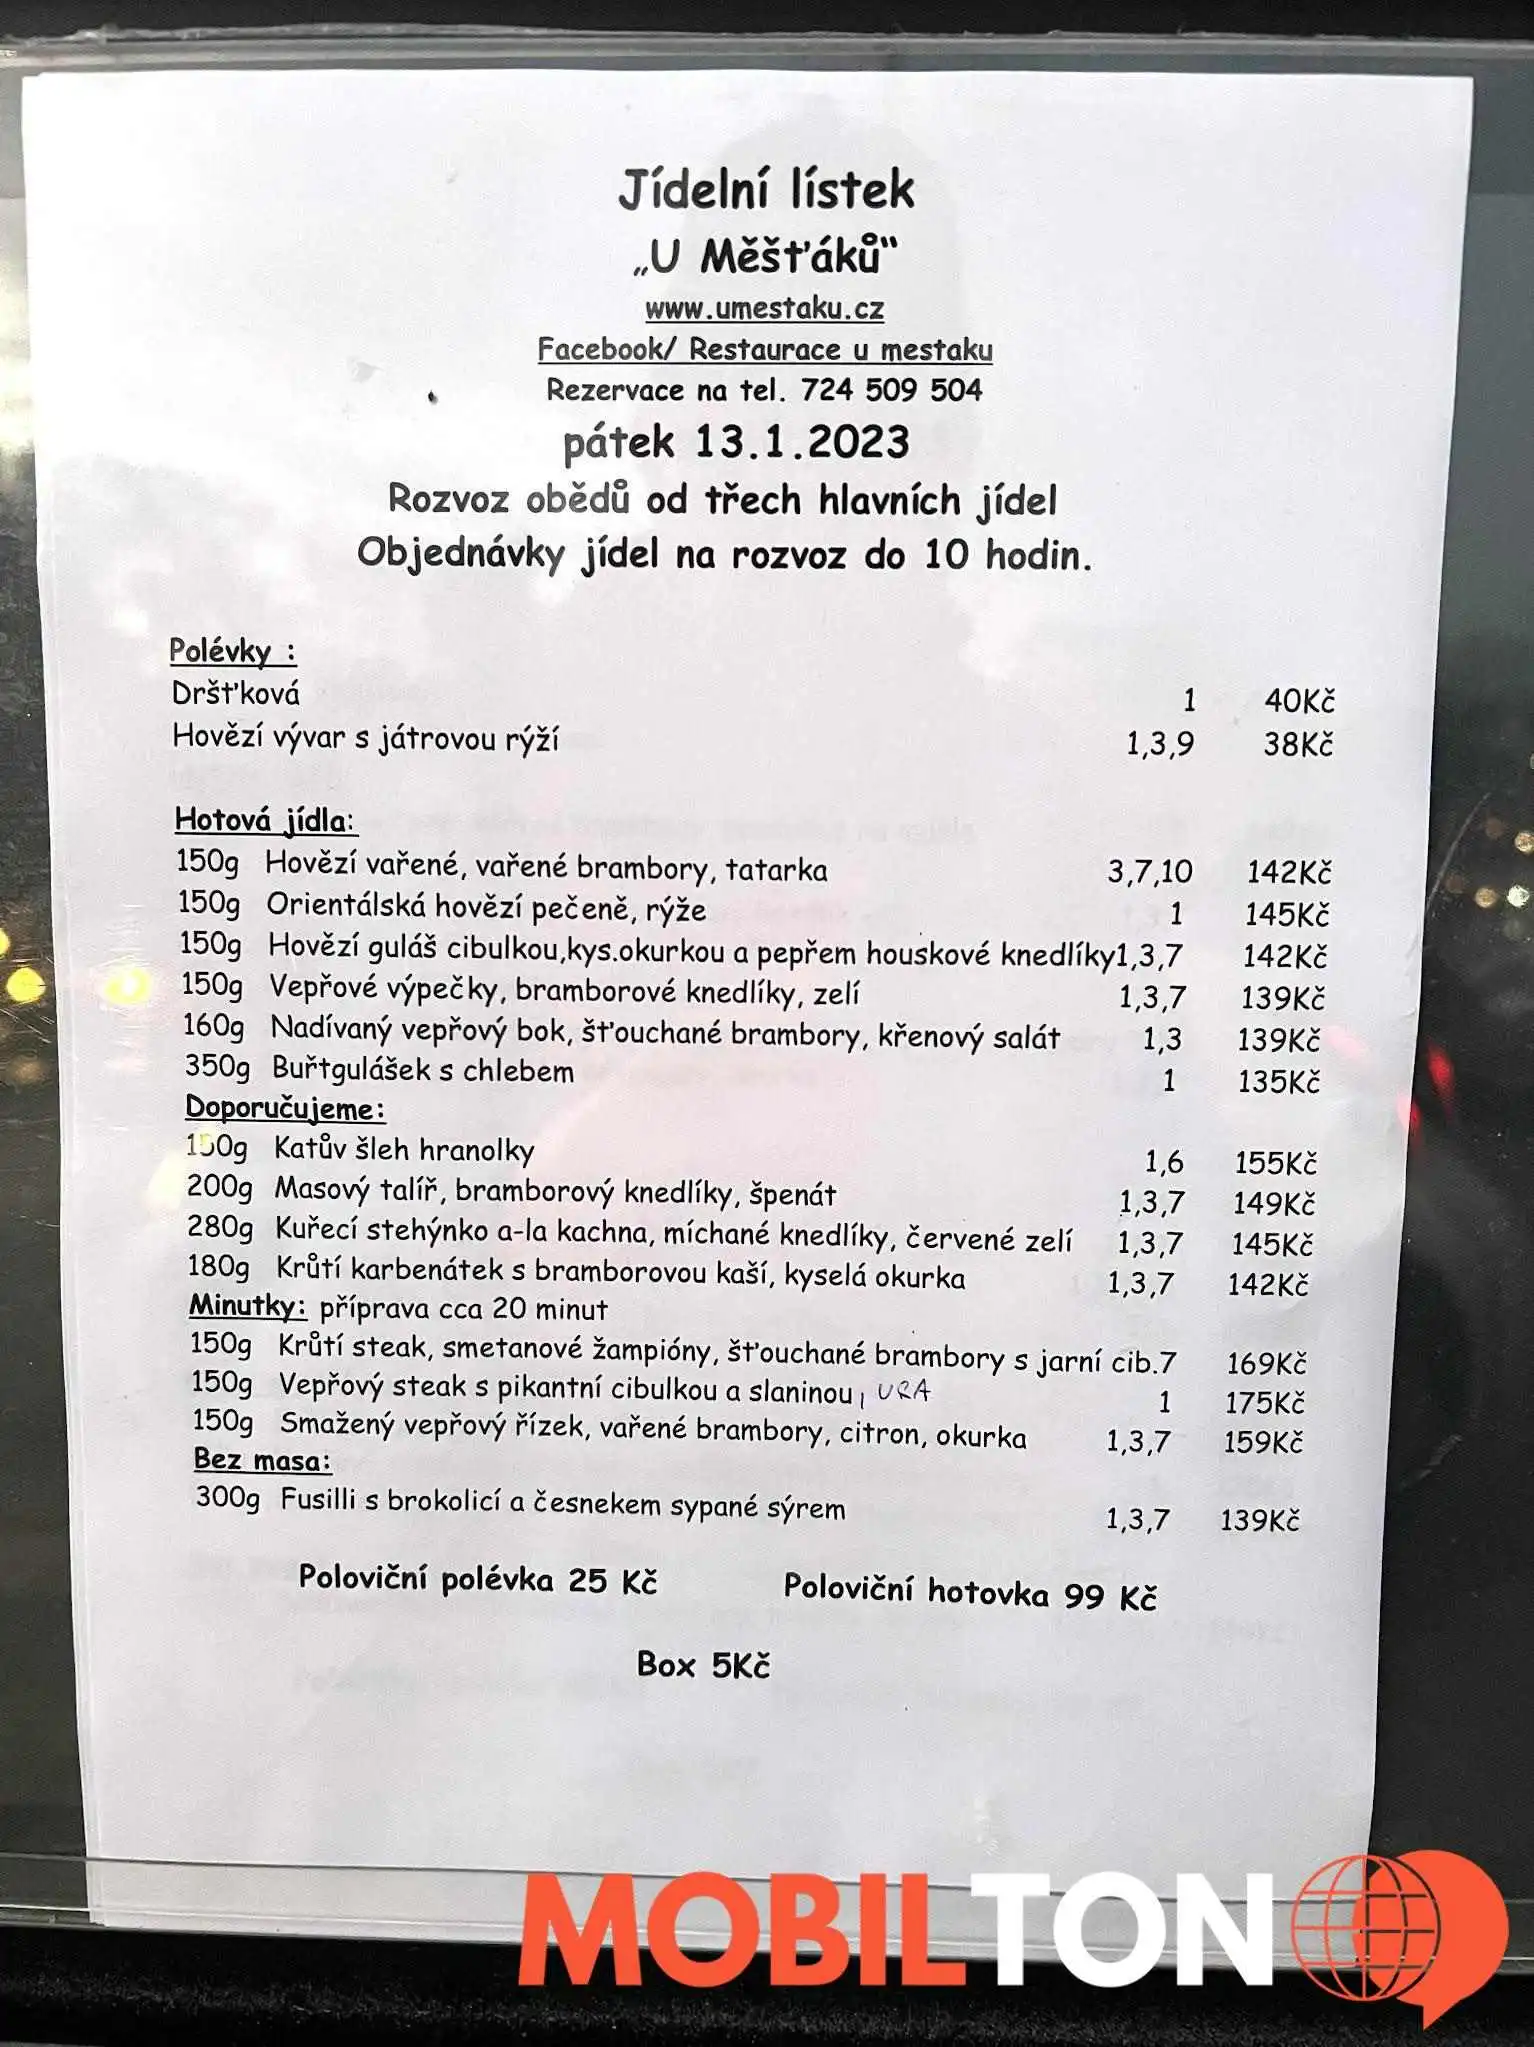 Jídelní lístek
„U Měšťáků“
www.umestaku.cz
Facebook/ Restaurace u mestaku
Rezervace na tel. 724 509 504
pátek 13.1.2023
Rozvoz obědů od třech hlavních jídel
Objednávky jídel na rozvoz do 10 hodin.
Polévky :
Dršťková 1 40Kč
Hovězí vývar s játrovou rýží 1,3,9 38Kč
Hotová jídla:
150g Hovězí vařené, vařené brambory, tatarka 3,7,10 142Kč
150g Orientálská hovězí pečeně, rýže 1 145Kč
150g Hovězí guláš cibulkou,kys.okurkou a pepřem houskové knedlíky1,3,7 142Kč
150g Vepřové výpečky, bramborové knedlíky, zelí 1,3,7 139Kč
160g Nadívaný vepřový bok, šťouchané brambory, křenový salát 1,3 139Kč
350g Buřtgulášek s chlebem 1 135Kč
Doporučujeme:
150g Katův šleh hranolky 1,6 155Kč
200g Masový talíř, bramborový knedlíky, špenát 1,3,7 149Kč
280g Kuřecí stehýnko a-la kachna, míchané knedlíky, červené zelí 1,3,7 145Kč
180g Krůtí karbenátek s bramborovou kaší, kyselá okurka 1,3,7 142Kč
Minutky: příprava cca 20 minut
150g Krůtí steak, smetanové žampióny, šťouchané brambory s jarní cib.7 169Kč
150g Vepřový steak s pikantní cibulkou a slaninou, 1 175Kč
150g Smažený vepřový řízek, vařené brambory, citron, okurka 1,3,7 159Kč
Bez masa:
300g Fusilli s brokolicí a česnekem sypané sýrem 1,3,7 139Kč
Poloviční polévka 25 Kč Poloviční hotovka 99 Kč
Box 5Kč
MOBILTON